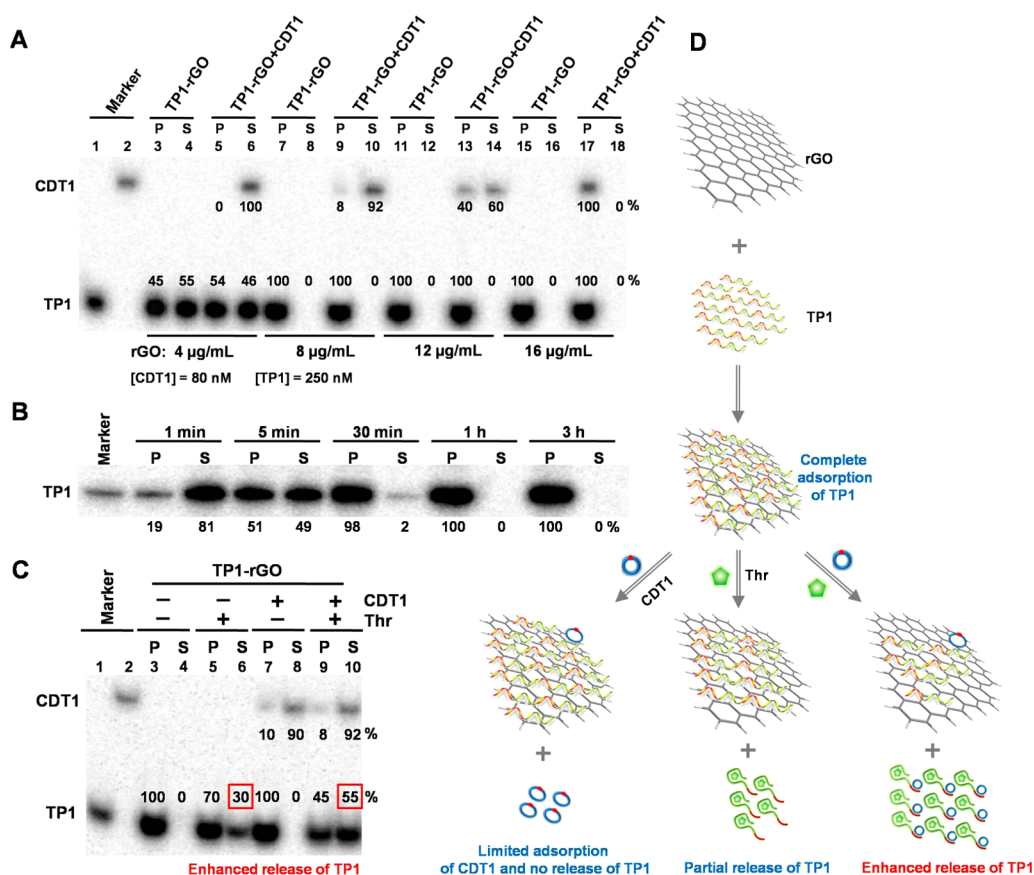 A
Marker
TP1-rGO
TP1-rGO+CDT1
TP1-rGO
TP1-rGO+CDT1
TP1-rGO
TP1-rGO+CDT1
TP1-rGO
TP1-rGO+CDT1
P S P S P S P S P S P S P S P S
1 2 3 4 5 6 7 8 9 10 11 12 13 14 15 16 17 18
CDT1
0 100 8 92 40 60 100 0 %
45 55 54 46 100 0 100 0 100 0 100 0 100 0 100 0 %
TP1
rGO: 4 µg/mL 8 µg/mL 12 µg/mL 16 µg/mL
[CDT1] = 80 nM [TP1] = 250 nM
B
Marker
1 min 5 min 30 min 1 h 3 h
P S P S P S P S P S
TP1
19 81 51 49 98 2 100 0 100 0 %
C
Marker
TP1-rGO
− − + + CDT1
− + − + Thr
P S P S P S P S
1 2 3 4 5 6 7 8 9 10
CDT1
10 90 8 92 %
100 0 70 30 100 0 45 55 %
TP1
Enhanced release of TP1
D
rGO
+
TP1
Complete
adsorption
of TP1
CDT1
Thr
+ + +
Limited adsorption
of CDT1 and no release of TP1
Partial release of TP1
Enhanced release of TP1